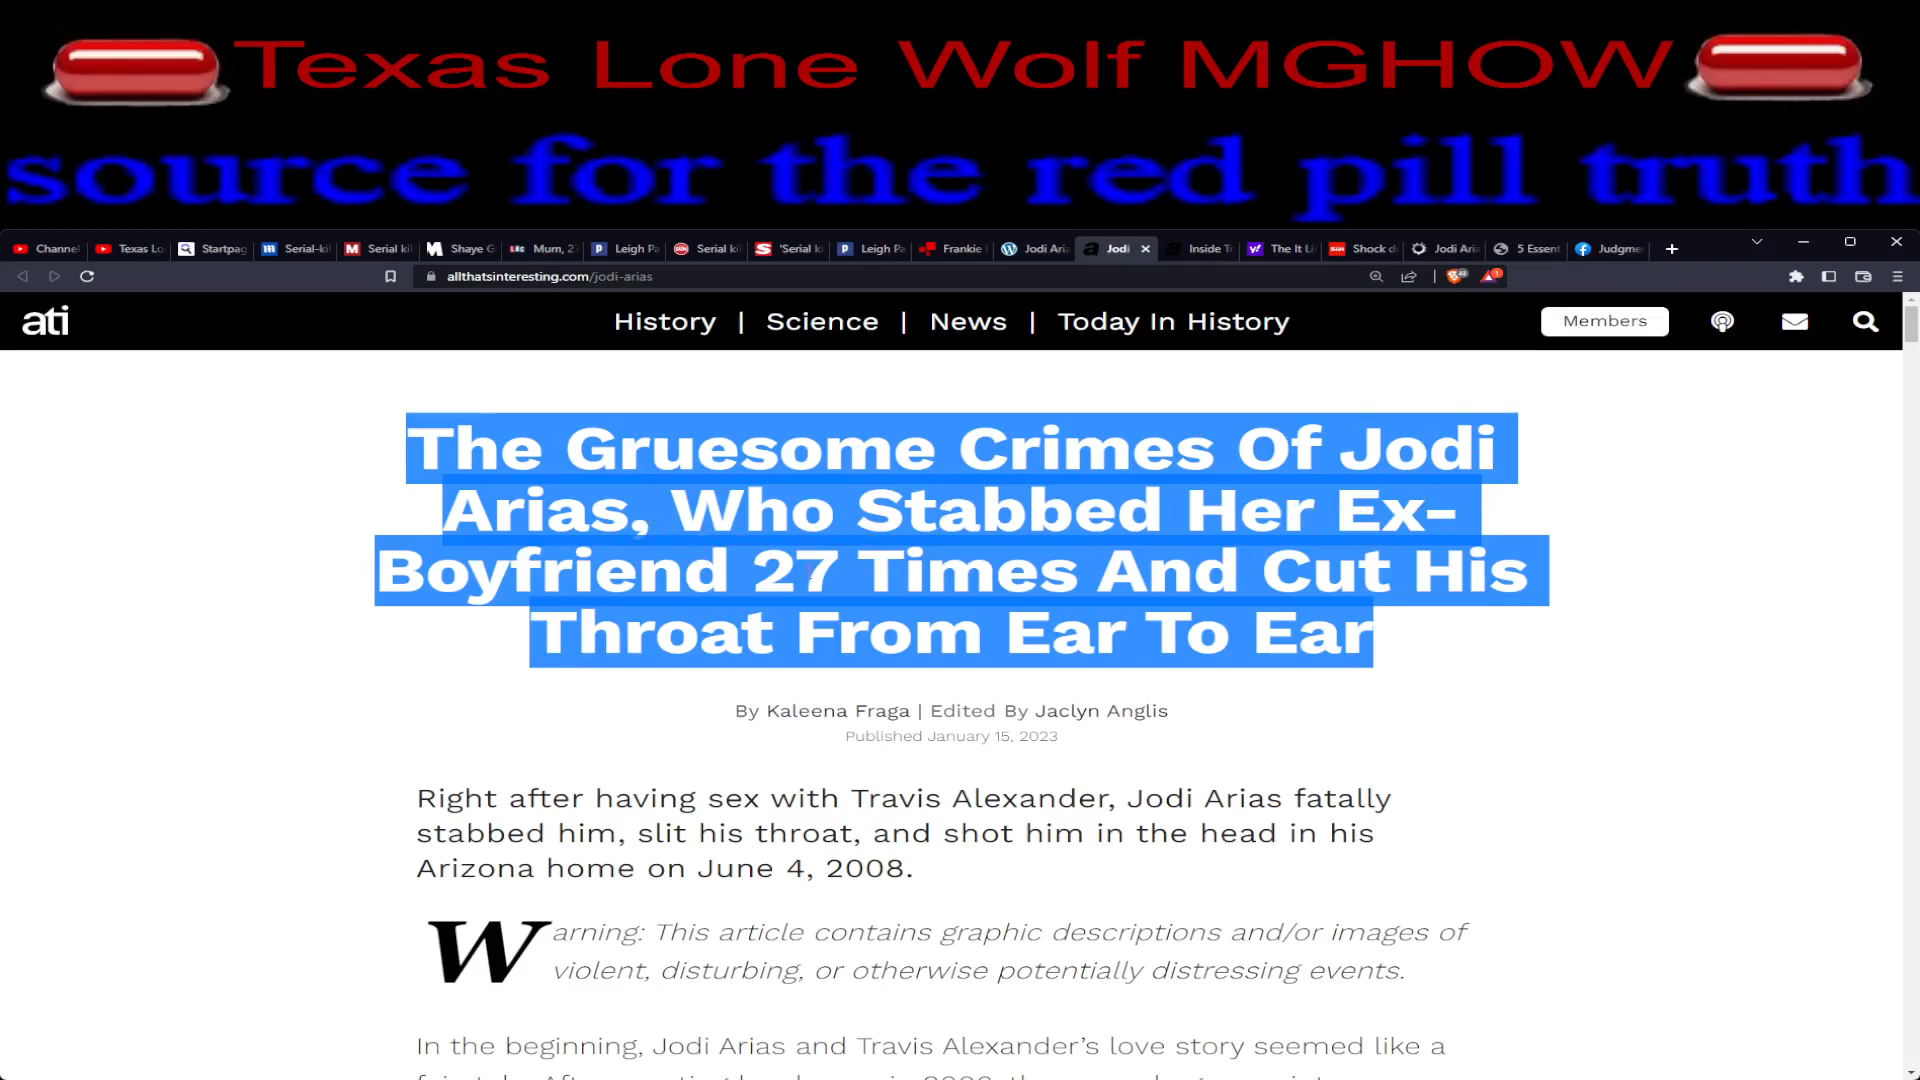 Texas Lone Wolf MGHOW
source for the red pill truth
Channel Texas Lo Startpag Serial-ki Serial ki Shaye G Mum, 2 Leigh Pa Serial ki 'Serial k Leigh Pa Frankie Jodi Aria Jodi Inside T The It Li Shock d Jodi Aria 5 Essent Judgme
allthatsinteresting.com/jodi-arias
ati History | Science | News | Today In History Members
The Gruesome Crimes Of Jodi
Arias, Who Stabbed Her Ex-
Boyfriend 27 Times And Cut His
Throat From Ear To Ear
By Kaleena Fraga | Edited By Jaclyn Anglis
Published January 15, 2023
Right after having sex with Travis Alexander, Jodi Arias fatally
stabbed him, slit his throat, and shot him in the head in his
Arizona home on June 4, 2008.
Warning: This article contains graphic descriptions and/or images of
violent, disturbing, or otherwise potentially distressing events.
In the beginning, Jodi Arias and Travis Alexander's love story seemed like a